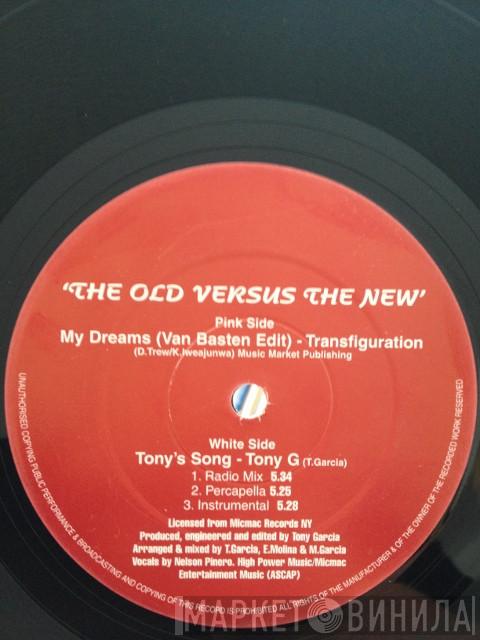 'THE OLD VERSUS THE NEW'
Pink Side
My Dreams (Van Basten Edit) - Transfiguration
(D.Trew/K.Iweajunwa) Music Market Publishing
White Side
Tony's Song - Tony G (T.Garcia)
1. Radio Mix 5.34
2. Percapella 5.25
3. Instrumental 5.28
Licensed from Micmac Records NY
Produced, engineered and edited by Tony Garcia
Arranged & mixed by T.Garcia, E.Molina & M.Garcia
Vocals by Nelson Pinero. High Power Music/Micmac
Entertainment Music (ASCAP)
UNAUTHORISED COPYING PUBLIC PERFORMANCE & BROADCASTING AND COPYING OF THIS RECORD IS PROHIBITED ALL RIGHTS OF THE MANUFACTURER & OF THE OWNER OF THE RECORDED WORK RESERVED
МАРКЕТ ВИНИЛА